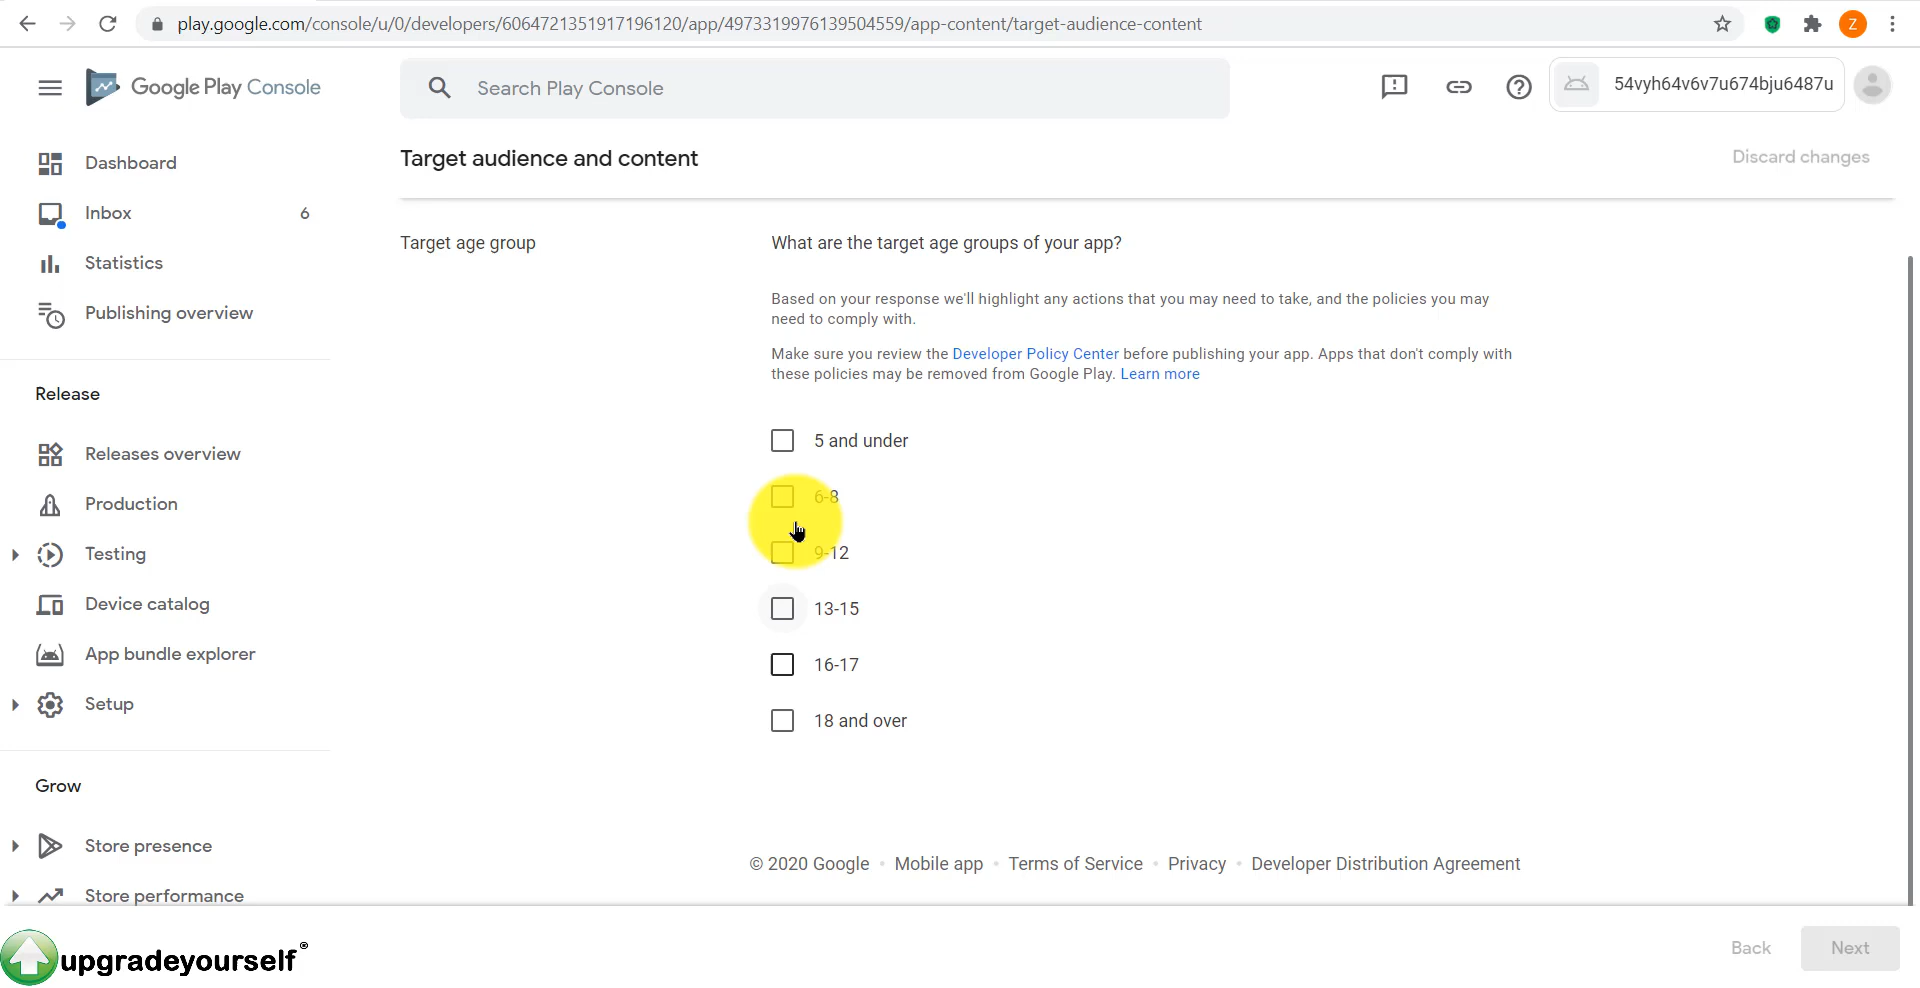 play.google.com/console/u/0/developers/6064721351917196120/app/4973319976139504559/app-content/target-audience-content
Z
Google Play Console
Search Play Console
54vyh64v6v7u674bju6487u
Dashboard
Inbox 6
Statistics
Publishing overview
Release
Releases overview
Production
Testing
Device catalog
App bundle explorer
Setup
Grow
Store presence
Store performance
Target audience and content
Discard changes
Target age group
What are the target age groups of your app?
Based on your response we'll highlight any actions that you may need to take, and the policies you may
need to comply with.
Make sure you review the Developer Policy Center before publishing your app. Apps that don't comply with
these policies may be removed from Google Play. Learn more
5 and under
6-8
9-12
13-15
16-17
18 and over
© 2020 Google • Mobile app • Terms of Service • Privacy • Developer Distribution Agreement
upgradeyourself®
Back
Next